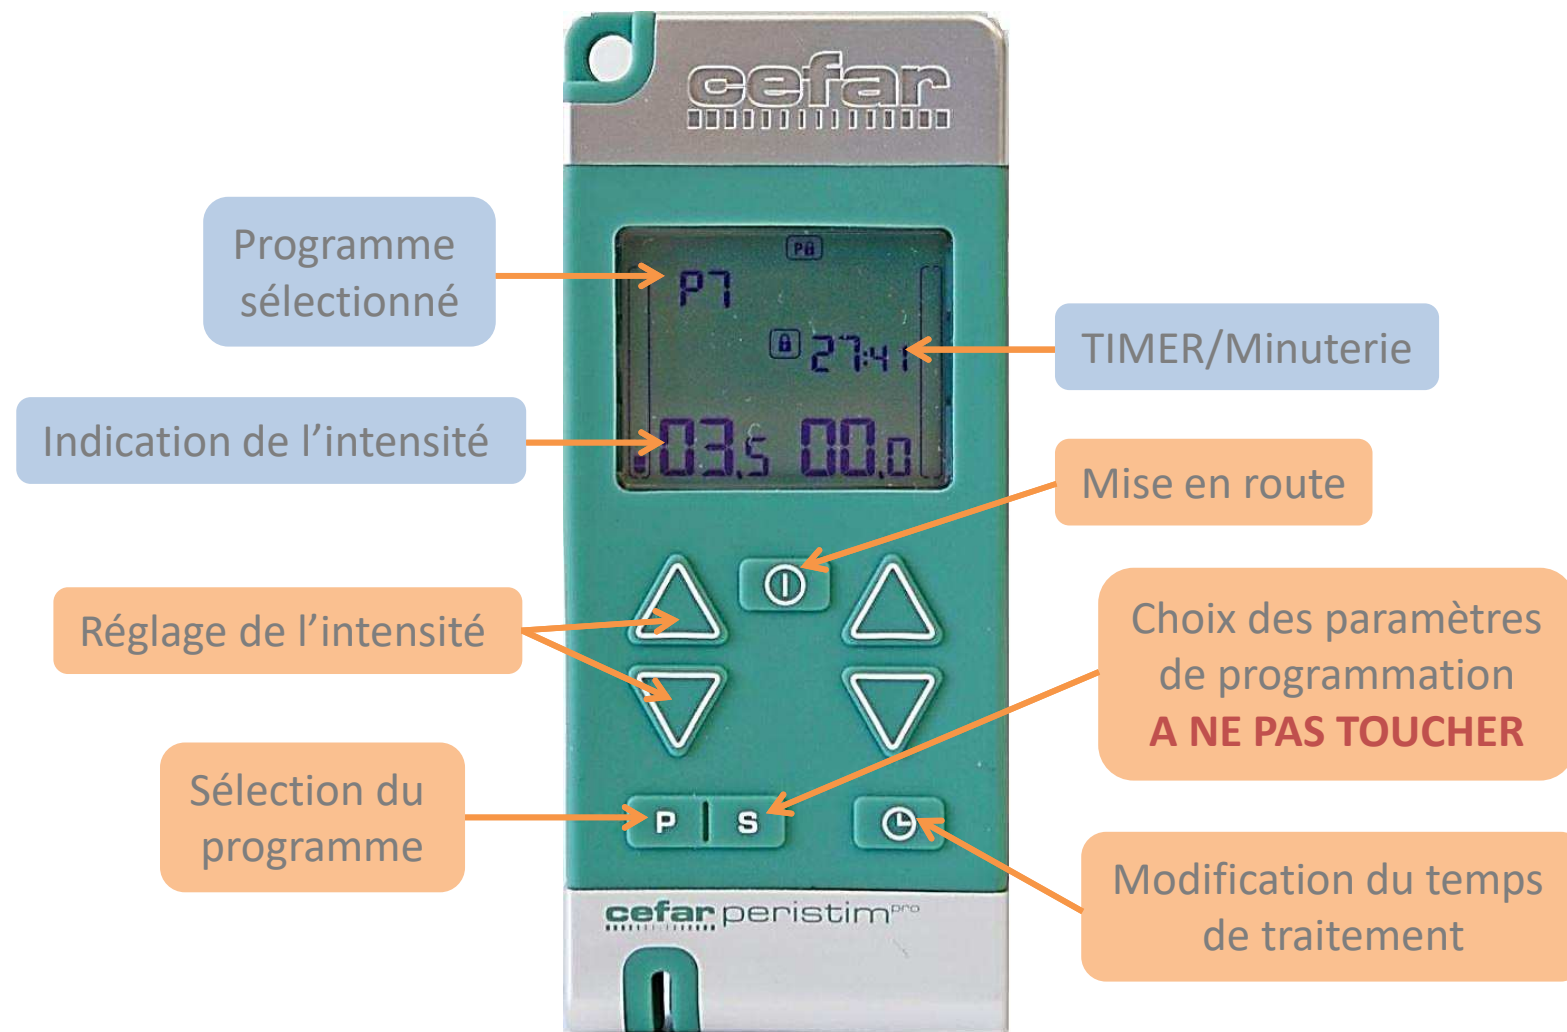 cefar
Programme
sélectionné
P
P7
27:41
TIMER/Minuterie
Indication de l'intensité
03.5 00.0
Mise en route
Réglage de l'intensité
Choix des paramètres
de programmation
A NE PAS TOUCHER
Sélection du
programme
P S
Modification du temps
de traitement
cefar peristim pro